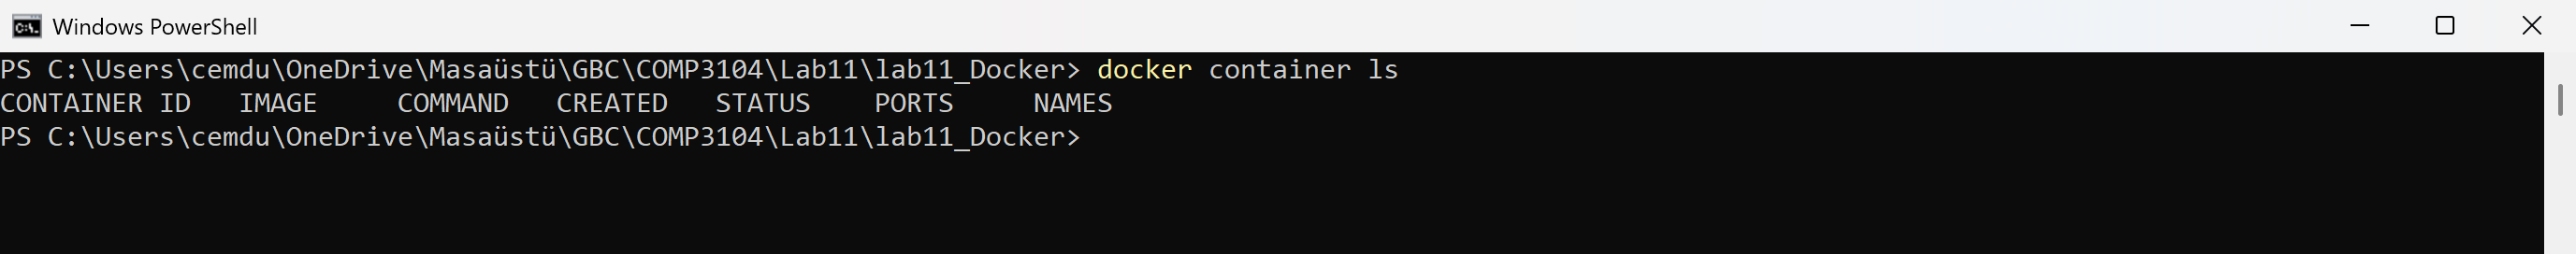 Windows PowerShell
PS C:\Users\cemdu\OneDrive\Masaüstü\GBC\COMP3104\Lab11\lab11_Docker> docker container ls
CONTAINER ID   IMAGE     COMMAND   CREATED   STATUS    PORTS     NAMES
PS C:\Users\cemdu\OneDrive\Masaüstü\GBC\COMP3104\Lab11\lab11_Docker>